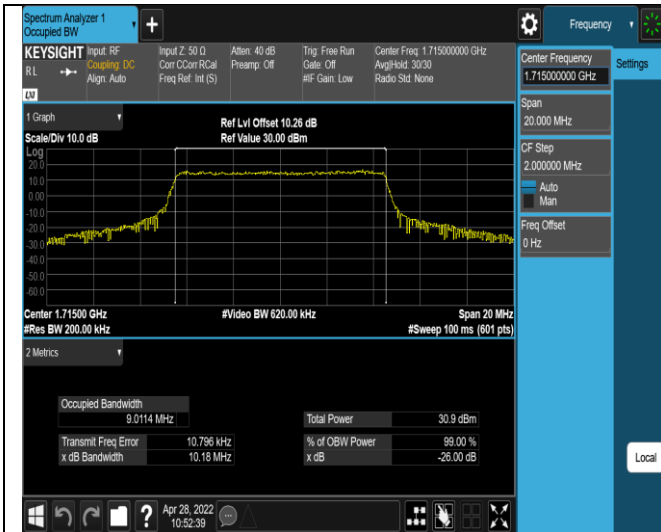 Spectrum Analyzer 1
Occupied BW
+
Frequency
KEYSIGHT
RL
LXI
Input: RF
Coupling: DC
Align: Auto
Input Z: 50 Ω
Corr CCorr RCal
Freq Ref: Int (S)
Atten: 40 dB
Preamp: Off
Trig: Free Run
Gate: Off
#IF Gain: Low
Center Freq: 1.715000000 GHz
Avg|Hold: 30/30
Radio Std: None
Center Frequency
1.715000000 GHz
Settings
Span
20.000 MHz
CF Step
2.000000 MHz
Auto
Man
Freq Offset
0 Hz
Local
1 Graph
Scale/Div 10.0 dB
Ref Lvl Offset 10.26 dB
Ref Value 30.00 dBm
Log
20.0
10.0
0.00
-10.0
-20.0
-30.0
-40.0
-50.0
-60.0
Center 1.71500 GHz
#Video BW 620.00 kHz
Span 20 MHz
#Res BW 200.00 kHz
#Sweep 100 ms (601 pts)
2 Metrics
Occupied Bandwidth
9.0114 MHz
Total Power 30.9 dBm
Transmit Freq Error 10.796 kHz
% of OBW Power 99.00 %
x dB Bandwidth 10.18 MHz
x dB -26.00 dB
?
Apr 28, 2022
10:52:39